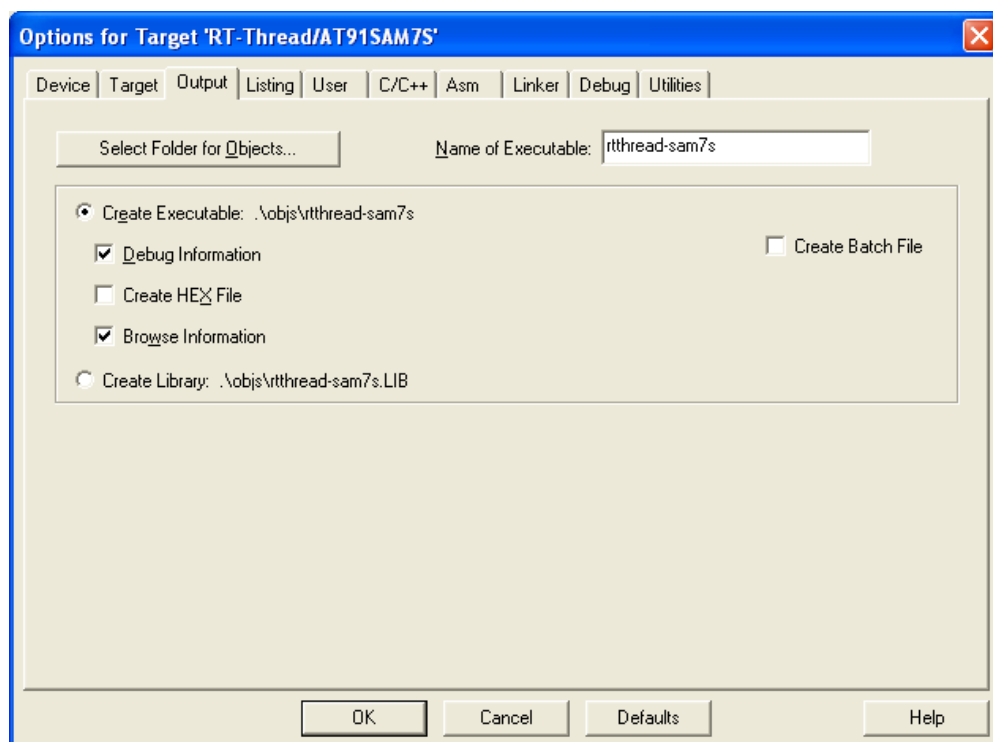 Options for Target 'RT-Thread/AT91SAM7S'
Device Target Output Listing User C/C++ Asm Linker Debug Utilities
Select Folder for Objects... Name of Executable: rtthread-sam7s
Create Executable: .\objs\rtthread-sam7s
Debug Information Create Batch File
Create HEX File
Browse Information
Create Library: .\objs\rtthread-sam7s.LIB
OK Cancel Defaults Help